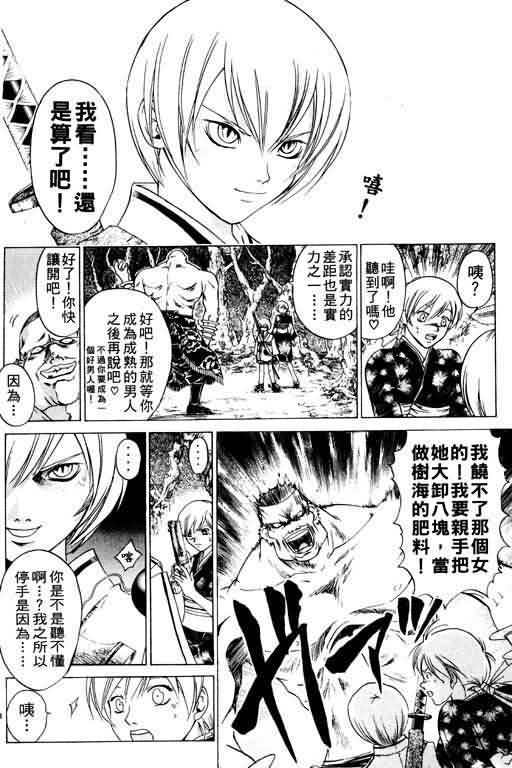 我看……還
是算了吧！
嘻！
咦？
哇啊！他
聽到了嗎♡
承認實力的
差距也是實
力之一……
好吧！那就等你
成為成熟的男人
之後再說吧♡
不過你要成為一
個好男人喔！
好了！你快
讓開吧！
因為…
我饒不了那個女
的！我要親手把
她大卸八塊，當
做樹海的肥料！
……
……
嘻
你是不是聽不懂
啊…？我之所以
停手是因為……
咦…